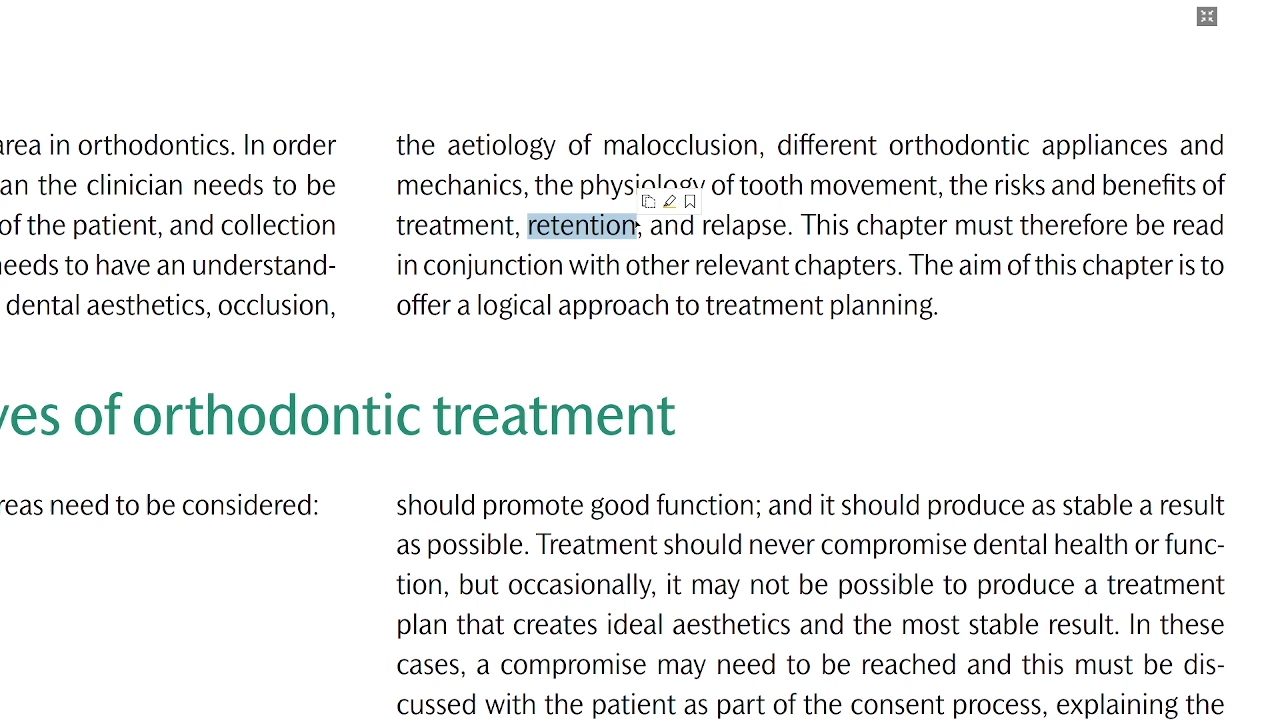 area in orthodontics. In order
an the clinician needs to be
of the patient, and collection
needs to have an understand-
dental aesthetics, occlusion,
the aetiology of malocclusion, different orthodontic appliances and
mechanics, the physiology of tooth movement, the risks and benefits of
treatment, retention, and relapse. This chapter must therefore be read
in conjunction with other relevant chapters. The aim of this chapter is to
offer a logical approach to treatment planning.
ves of orthodontic treatment
reas need to be considered:
should promote good function; and it should produce as stable a result
as possible. Treatment should never compromise dental health or func-
tion, but occasionally, it may not be possible to produce a treatment
plan that creates ideal aesthetics and the most stable result. In these
cases, a compromise may need to be reached and this must be dis-
cussed with the patient as part of the consent process, explaining the